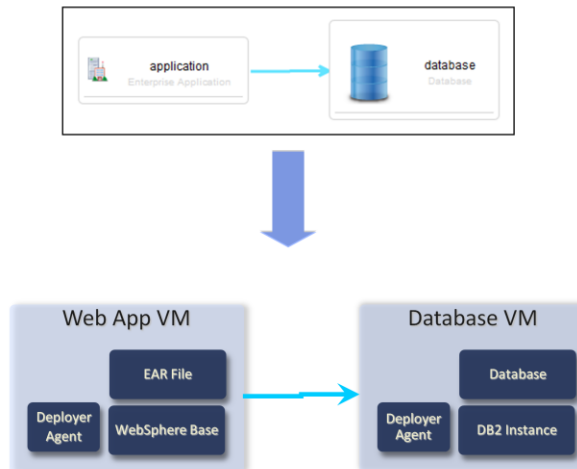 application
Enterprise Application
database
Database
Web App VM
EAR File
Deployer
Agent
WebSphere Base
Database VM
Database
Deployer
Agent
DB2 Instance